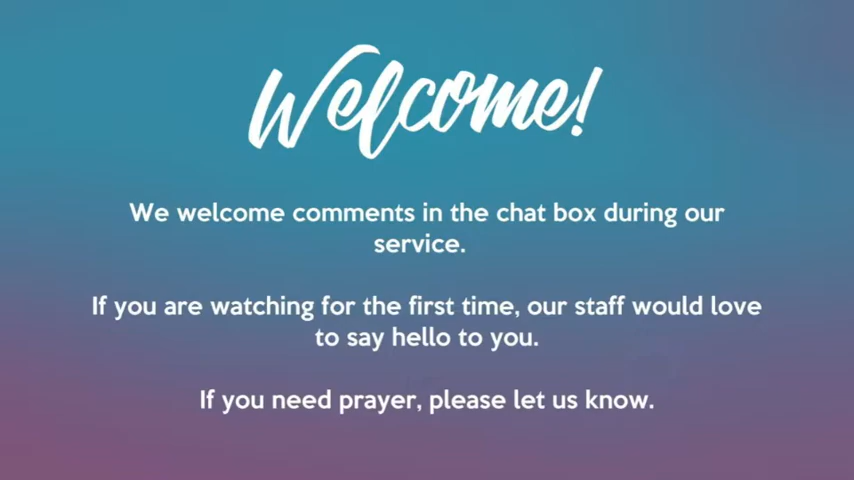 Welcome!
We welcome comments in the chat box during our
service.
If you are watching for the first time, our staff would love
to say hello to you.
If you need prayer, please let us know.